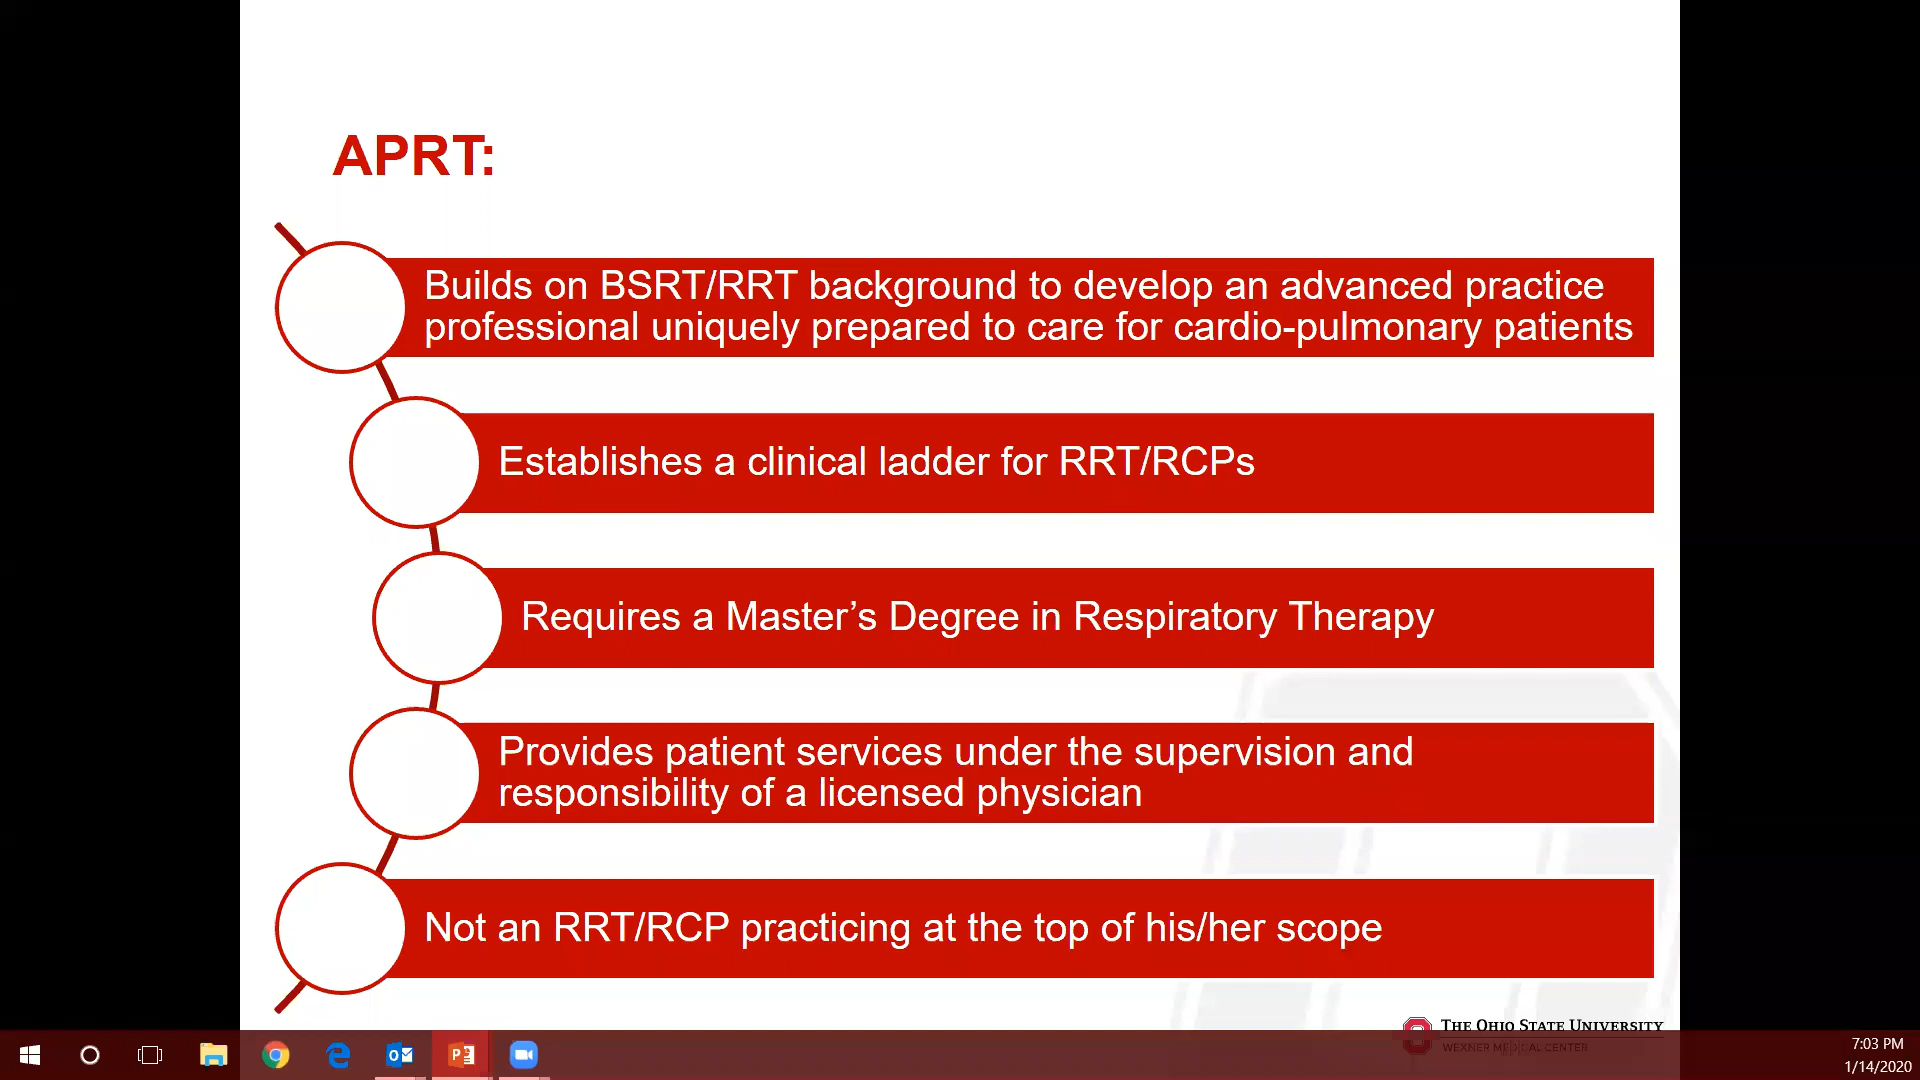 APRT:
Builds on BSRT/RRT background to develop an advanced practice
professional uniquely prepared to care for cardio-pulmonary patients
Establishes a clinical ladder for RRT/RCPs
Requires a Master’s Degree in Respiratory Therapy
Provides patient services under the supervision and
responsibility of a licensed physician
Not an RRT/RCP practicing at the top of his/her scope
THE OHIO STATE UNIVERSITY
WEXNER MEDICAL CENTER
7:03 PM
1/14/2020